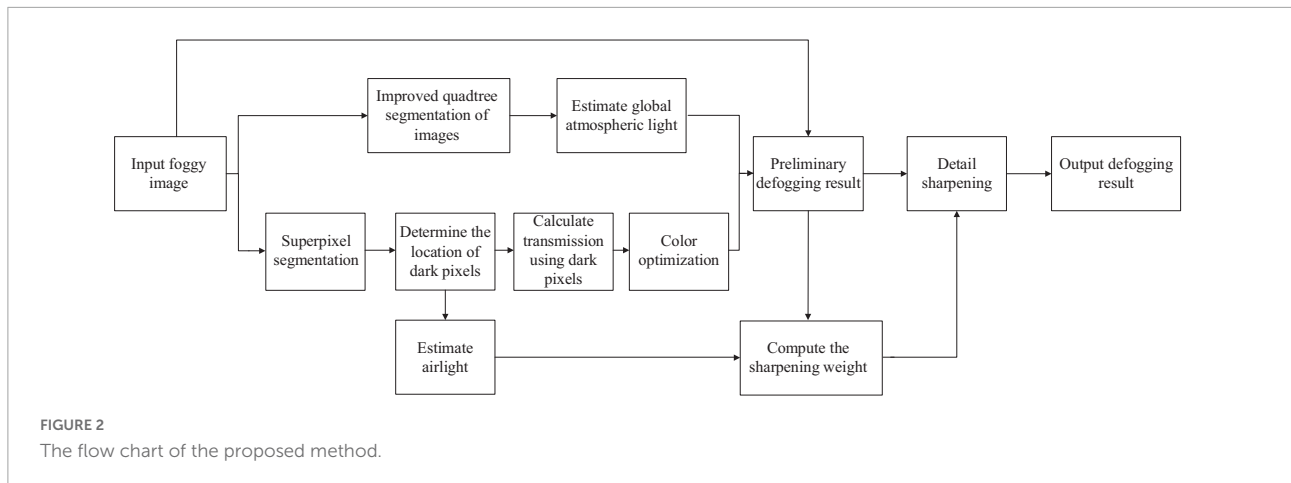 Improved quadtree
segmentation of
images
Estimate global
atmospheric light
Input foggy
image
Preliminary
defogging result
Detail
sharpening
Output defogging
result
Superpixel
segmentation
Determine the
location of
dark pixels
Calculate
transmission
using dark
pixels
Color
optimization
Estimate
airlight
Compute the
sharpening weight
FIGURE 2
The flow chart of the proposed method.